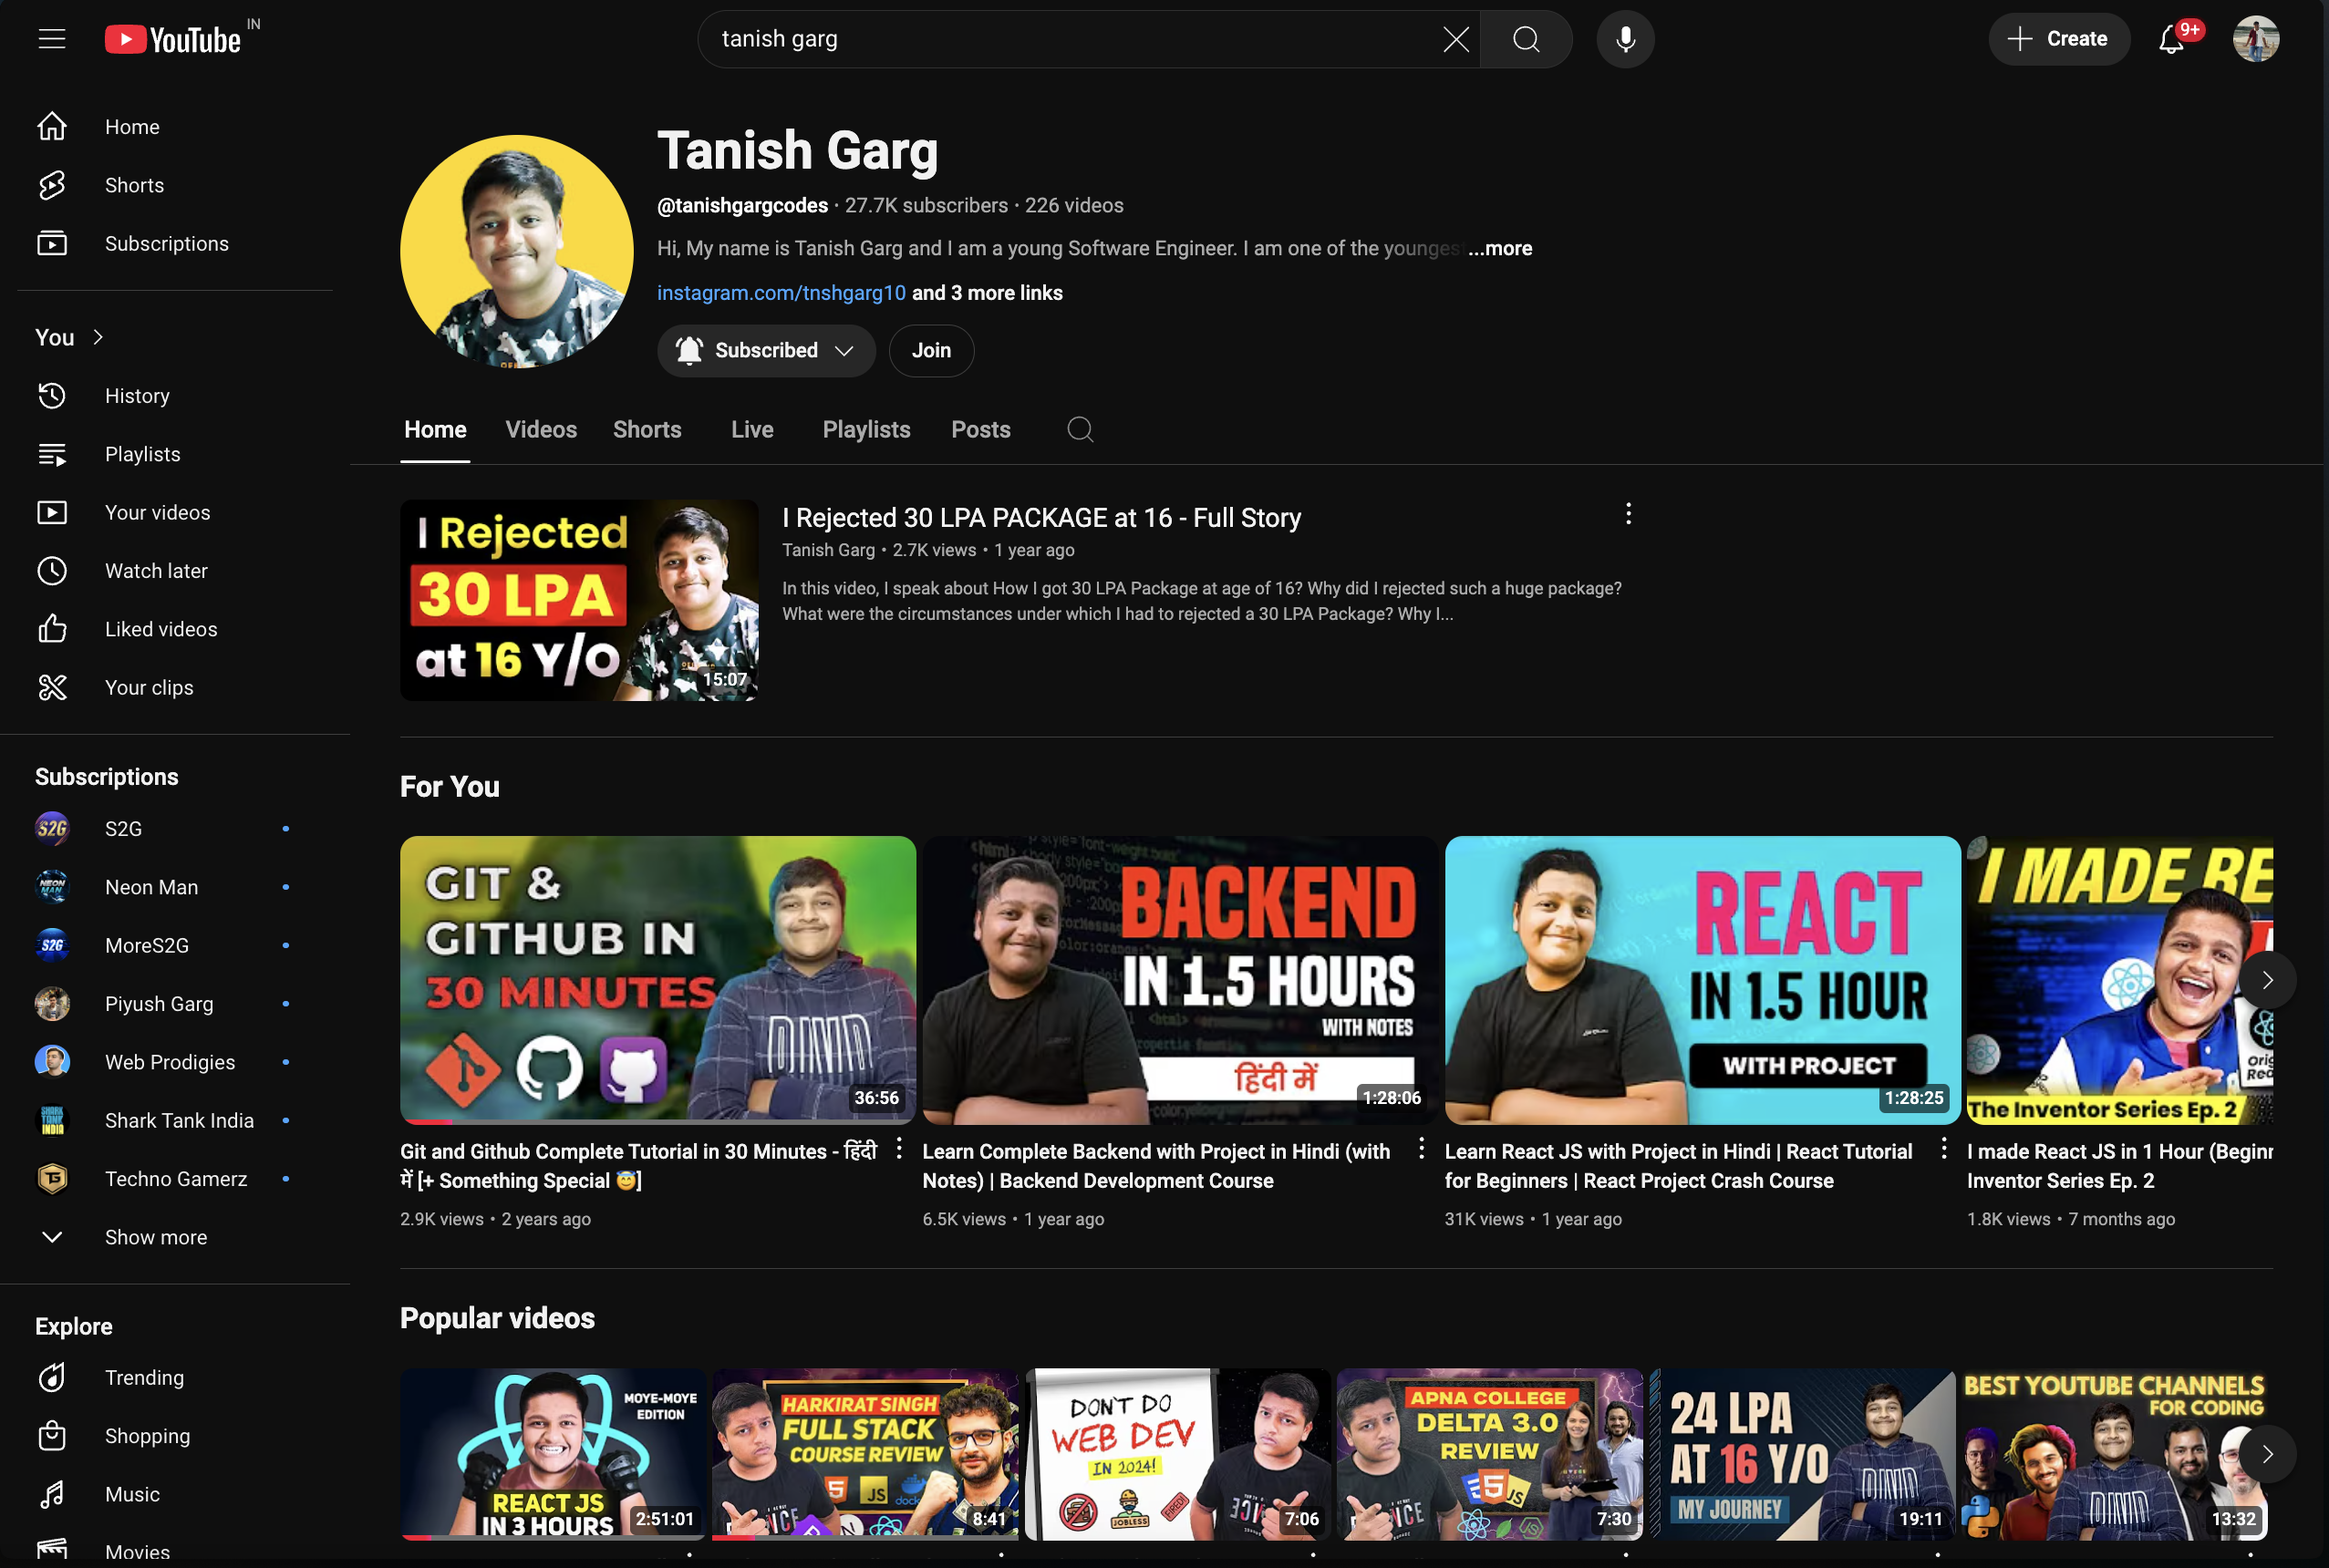 YouTube IN
tanish garg
Create
9+
Home
Shorts
Subscriptions
You
History
Playlists
Your videos
Watch later
Liked videos
Your clips
Subscriptions
S2G
Neon Man
MoreS2G
Piyush Garg
Web Prodigies
Shark Tank India
Techno Gamerz
Show more
Explore
Trending
Shopping
Music
Movies
Tanish Garg
@tanishgargcodes · 27.7K subscribers · 226 videos
Hi, My name is Tanish Garg and I am a young Software Engineer. I am one of the ...more
instagram.com/tnshgarg10 and 3 more links
Subscribed
Join
Home Videos Shorts Live Playlists Posts
I Rejected
30 LPA
at 16 Y/O
15:07
I Rejected 30 LPA PACKAGE at 16 - Full Story
Tanish Garg • 2.7K views • 1 year ago
In this video, I speak about How I got 30 LPA Package at age of 16? Why did I rejected such a huge package?
What were the circumstances under which I had to rejected a 30 LPA Package? Why I...
For You
GIT &
GITHUB IN
30 MINUTES
36:56
Git and Github Complete Tutorial in 30 Minutes - हिंदी
में [+ Something Special 😇]
2.9K views • 2 years ago
BACKEND
IN 1.5 HOURS
WITH NOTES
हिंदी में
1:28:06
Learn Complete Backend with Project in Hindi (with
Notes) | Backend Development Course
6.5K views • 1 year ago
REACT
IN 1.5 HOUR
WITH PROJECT
1:28:25
Learn React JS with Project in Hindi | React Tutorial
for Beginners | React Project Crash Course
31K views • 1 year ago
I MADE RE
The Inventor Series Ep. 2
I made React JS in 1 Hour (Beginn
Inventor Series Ep. 2
1.8K views • 7 months ago
Popular videos
MOYE-MOYE
EDITION
REACT JS
IN 3 HOURS
2:51:01
HARKIRAT SINGH
FULL STACK
COURSE REVIEW
JS
8:41
DON'T DO
WEB DEV
IN 2024!
JOBLESS
FIRED!
7:06
APNA COLLEGE
DELTA 3.0
REVIEW
JS
7:30
24 LPA
AT 16 Y/O
MY JOURNEY
19:11
BEST YOUTUBE CHANNELS
FOR CODING
13:32